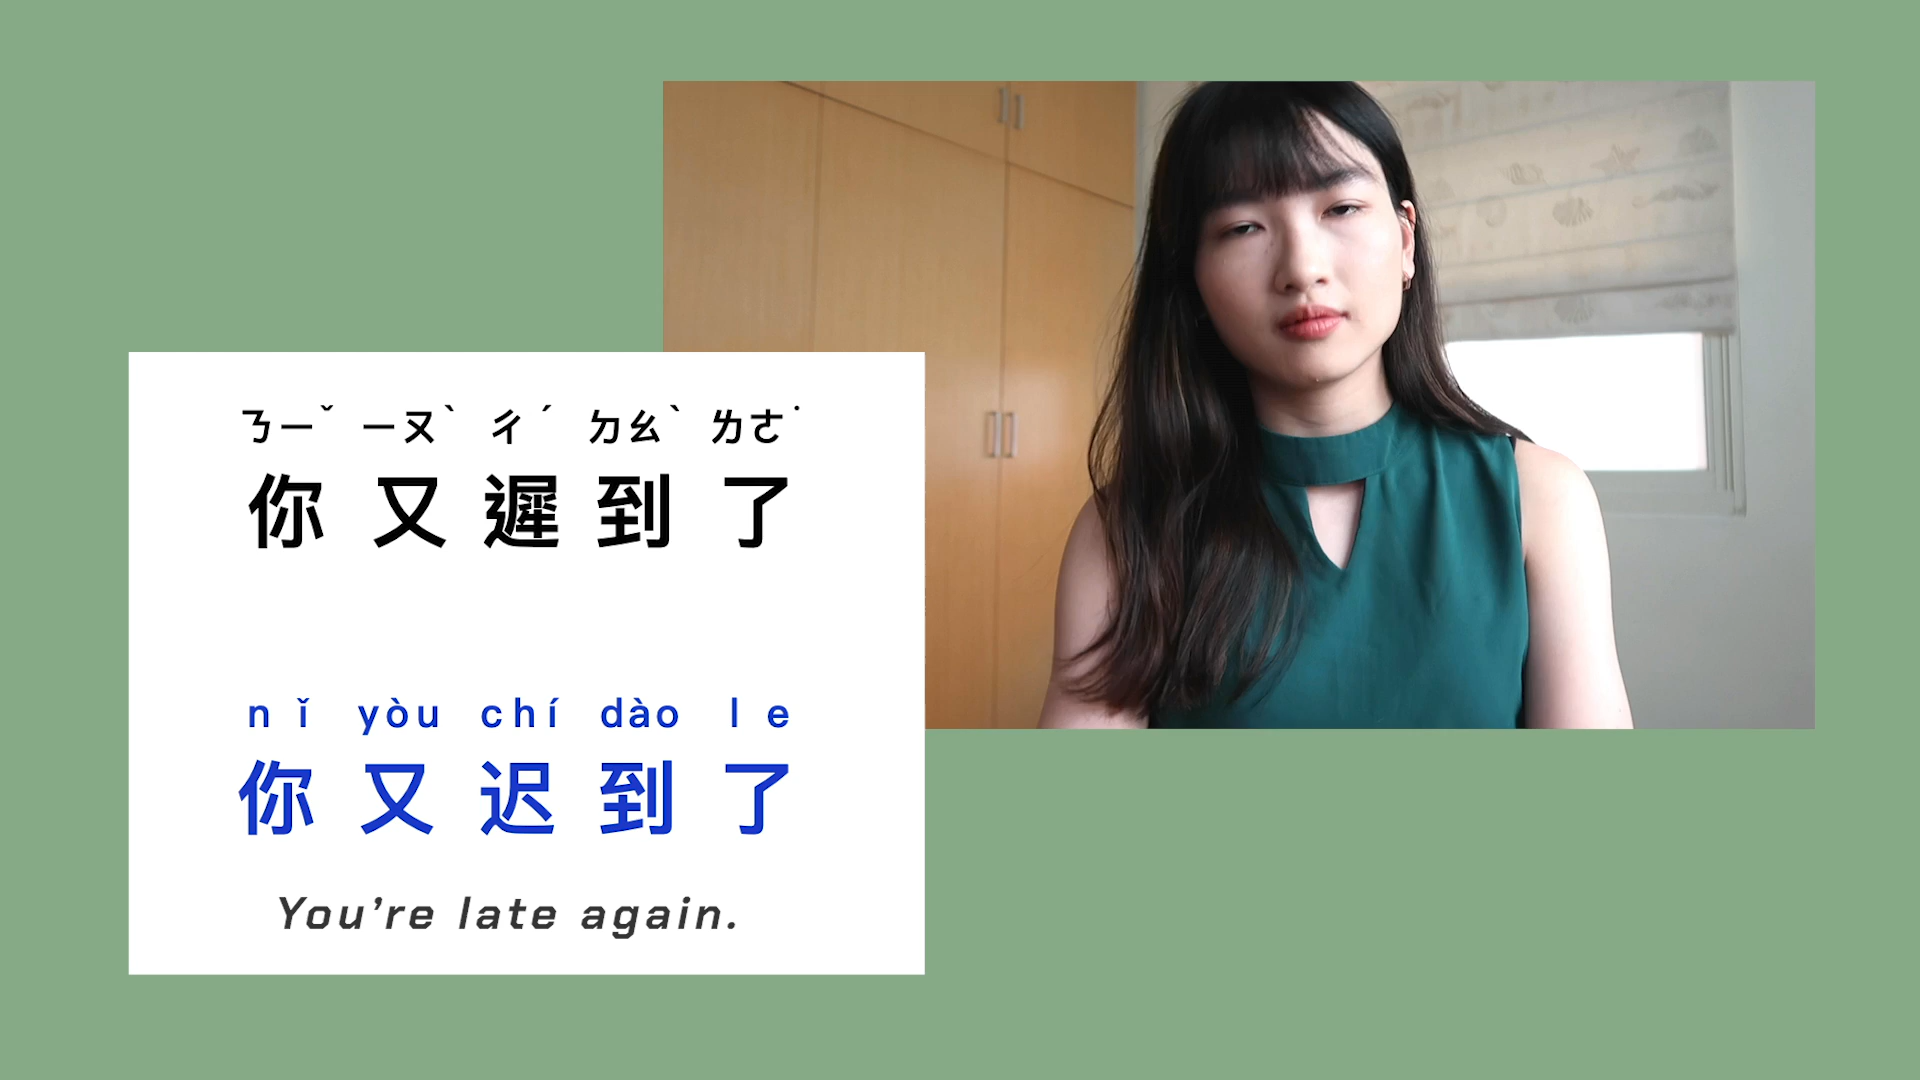 ㄋㄧˇ ㄧㄡˋ ㄔˊ ㄉㄠˋ ㄌㄜ˙
你又遲到了
nǐ yòu chí dào le
你又迟到了
You're late again.